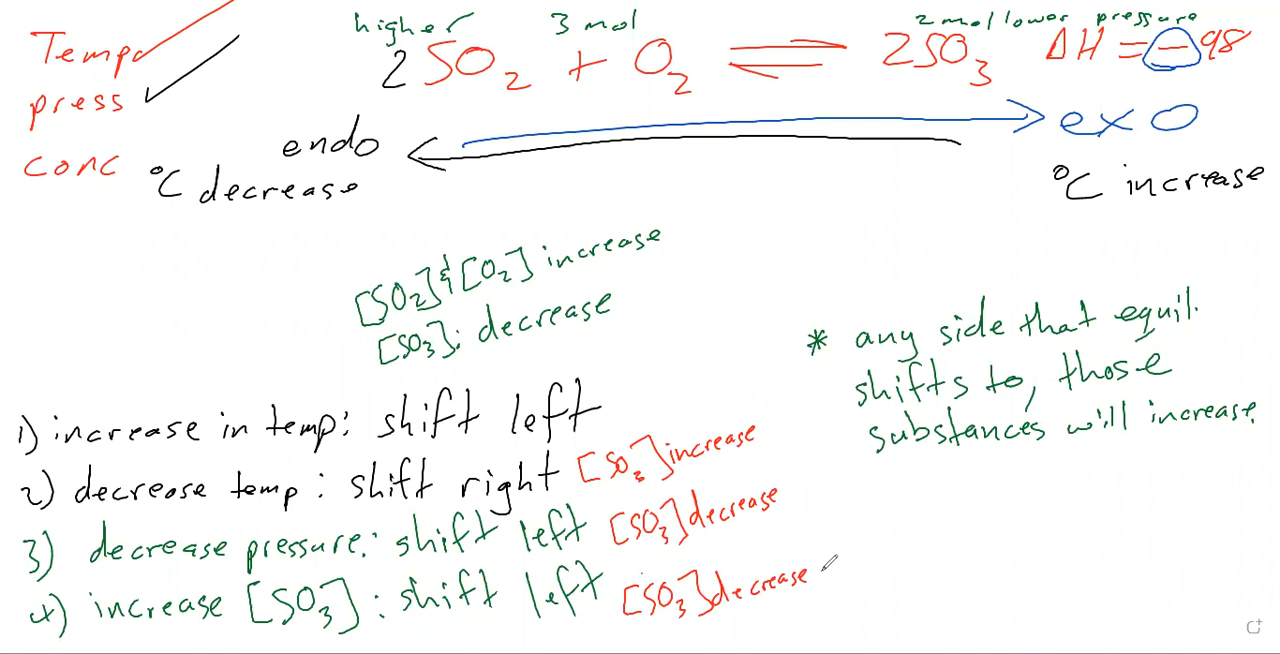 higher 3 mol 2 mol lower pressure
Temp
2SO₂ + O₂ ⇌ 2SO₃ ΔH = -98
press
exo
endo
conc
°C decrease
°C increase
[SO₂] & [O₂] increase
[SO₃]: decrease
* any side that equil.
shifts to, those
substances will increase.
1) increase in temp: shift left
2) decrease temp: shift right [SO₃] increase
3) decrease pressure: shift left [SO₃] decrease
4) increase [SO₃]: shift left [SO₃] decrease